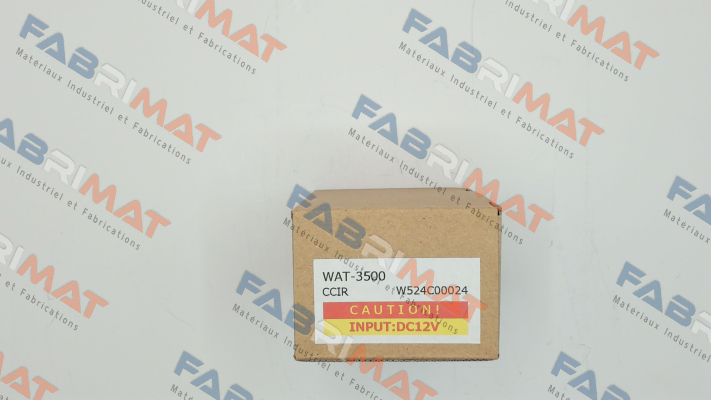 WAT-3500
CCIR W524C00024
CAUTION!
INPUT:DC12V
FABRIMAT
Matériaux Industriel et Fabrications